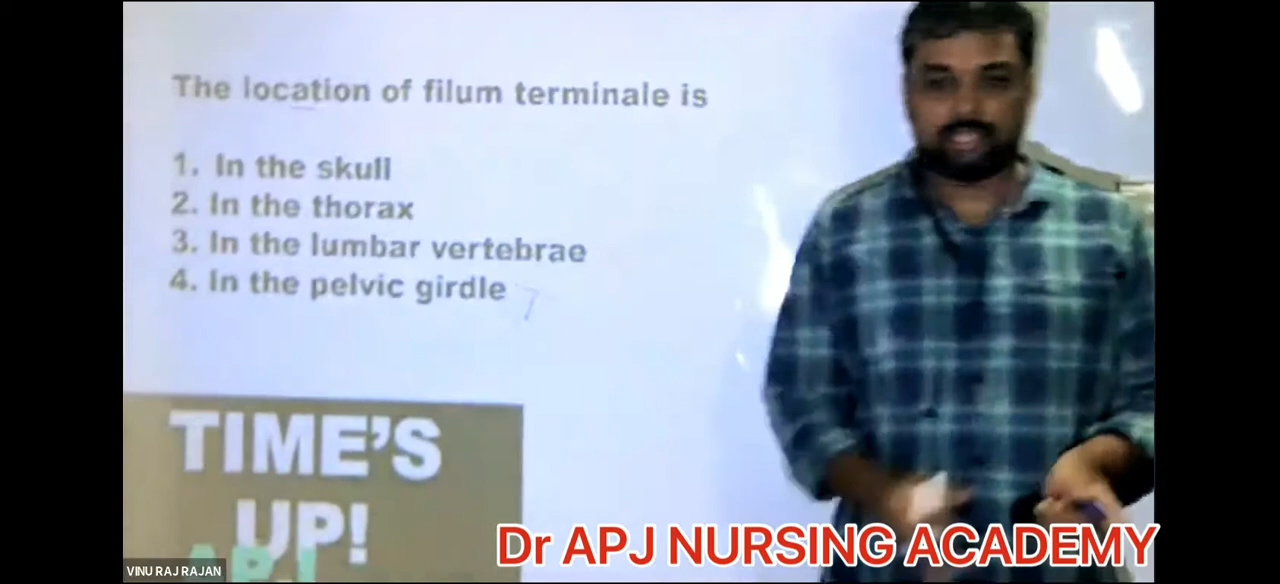 The location of filum terminale is
1. In the skull
2. In the thorax
3. In the lumbar vertebrae
4. In the pelvic girdle
TIME'S
UP!
APJ
Dr APJ NURSING ACADEMY
VINU RAJ RAJAN